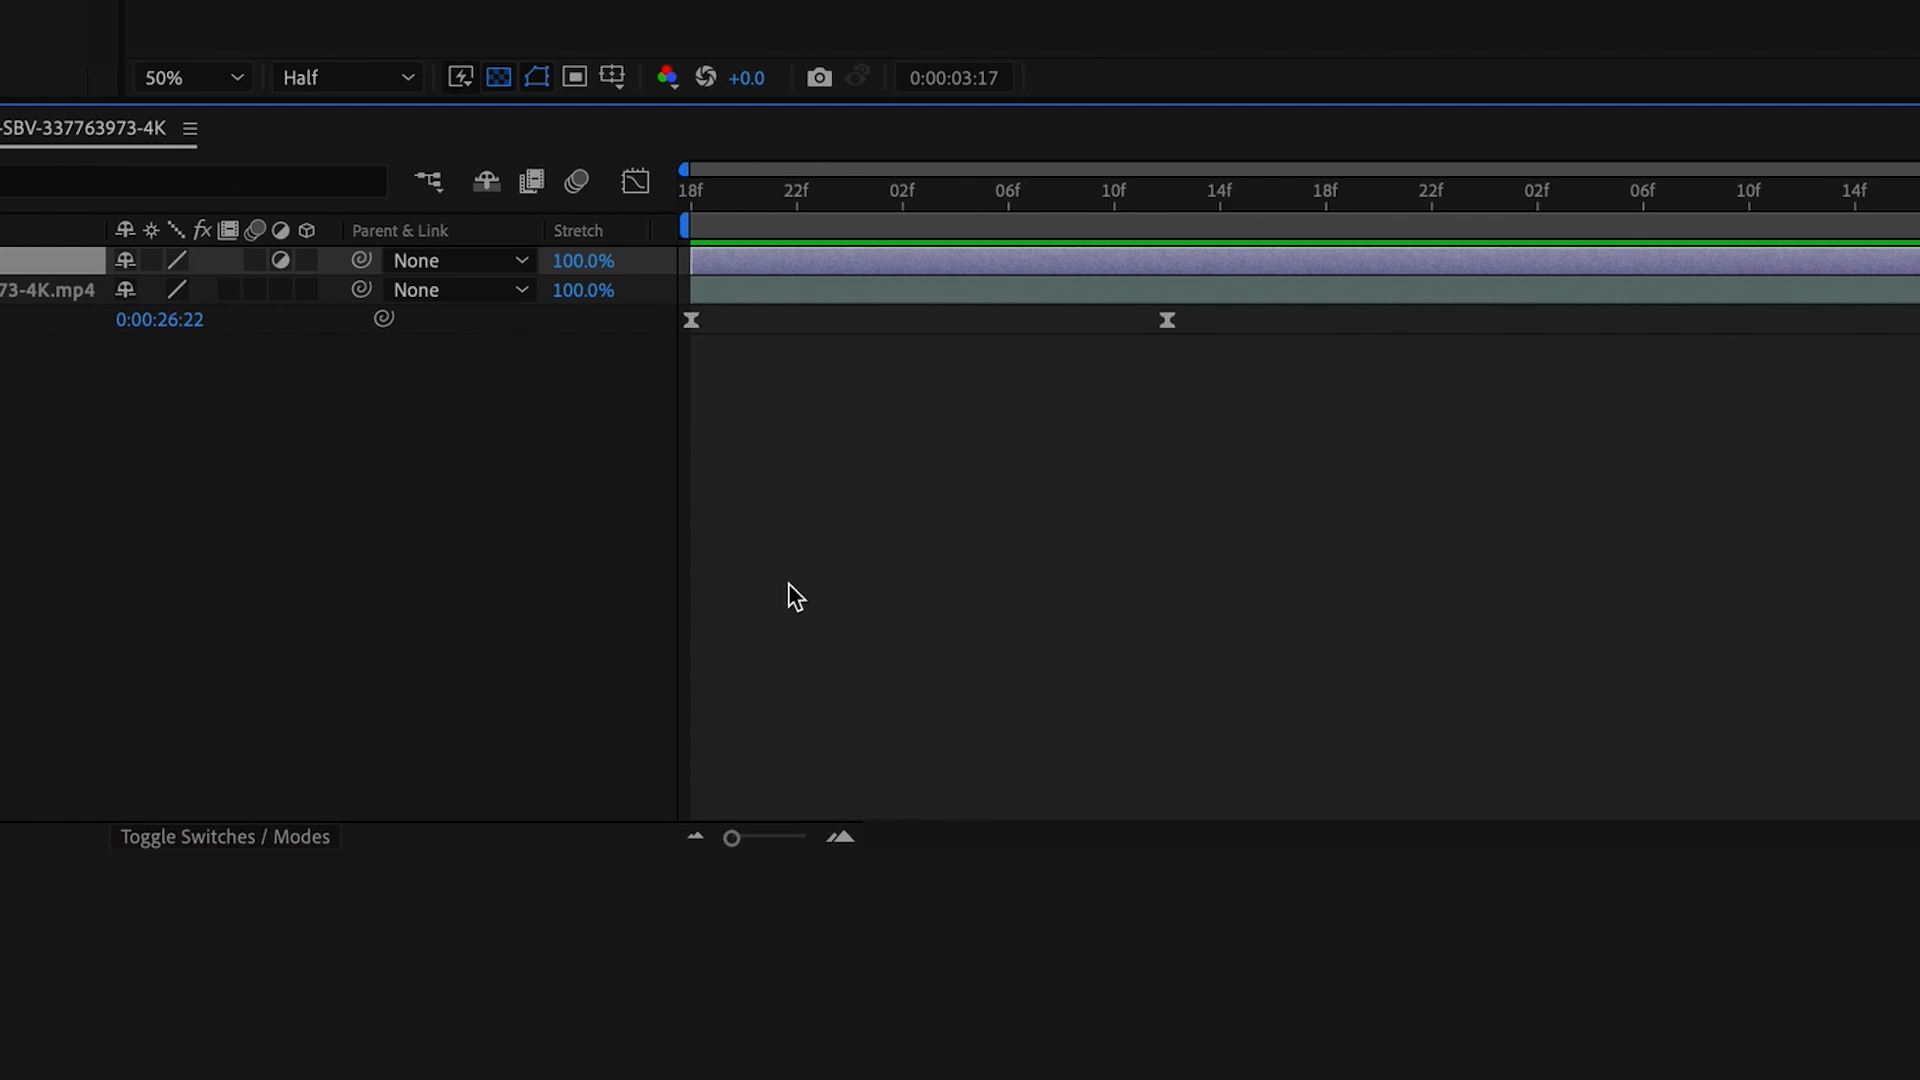 50% Half +0.0 0:00:03:17
-SBV-337763973-4K
18f 22f 02f 06f 10f 14f 18f 22f 02f 06f 10f 14f
fx Parent & Link Stretch
None 100.0%
73-4K.mp4 None 100.0%
0:00:26:22
Toggle Switches / Modes